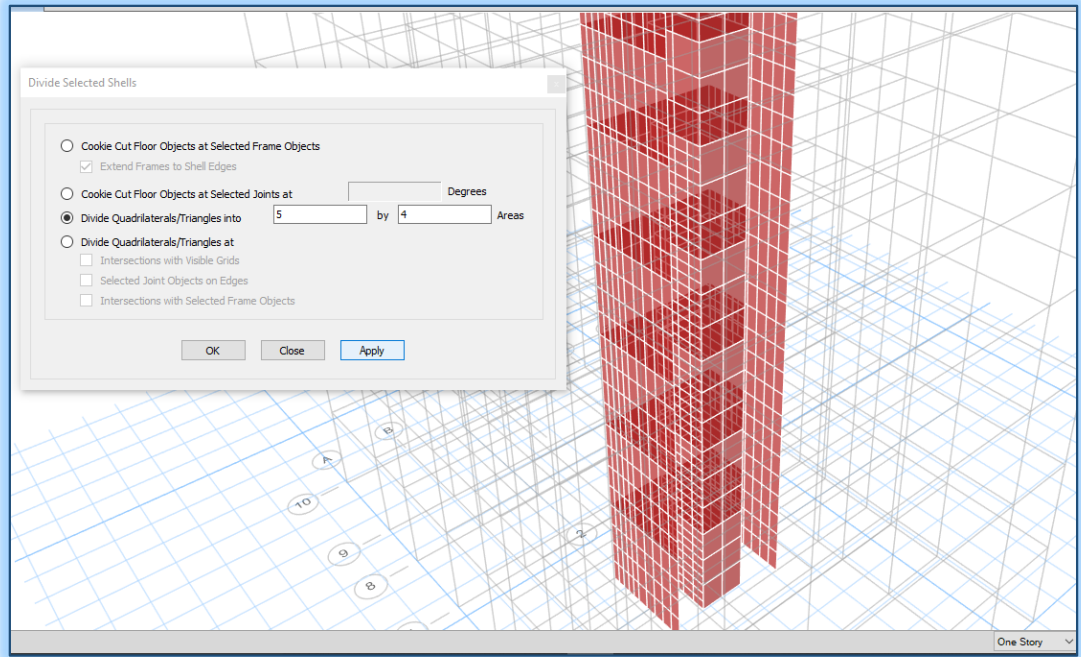 Divide Selected Shells
Cookie Cut Floor Objects at Selected Frame Objects
Extend Frames to Shell Edges
Cookie Cut Floor Objects at Selected Joints at Degrees
Divide Quadrilaterals/Triangles into 5 by 4 Areas
Divide Quadrilaterals/Triangles at
Intersections with Visible Grids
Selected Joint Objects on Edges
Intersections with Selected Frame Objects
OK Close Apply
B
A
10
2
9
8
One Story